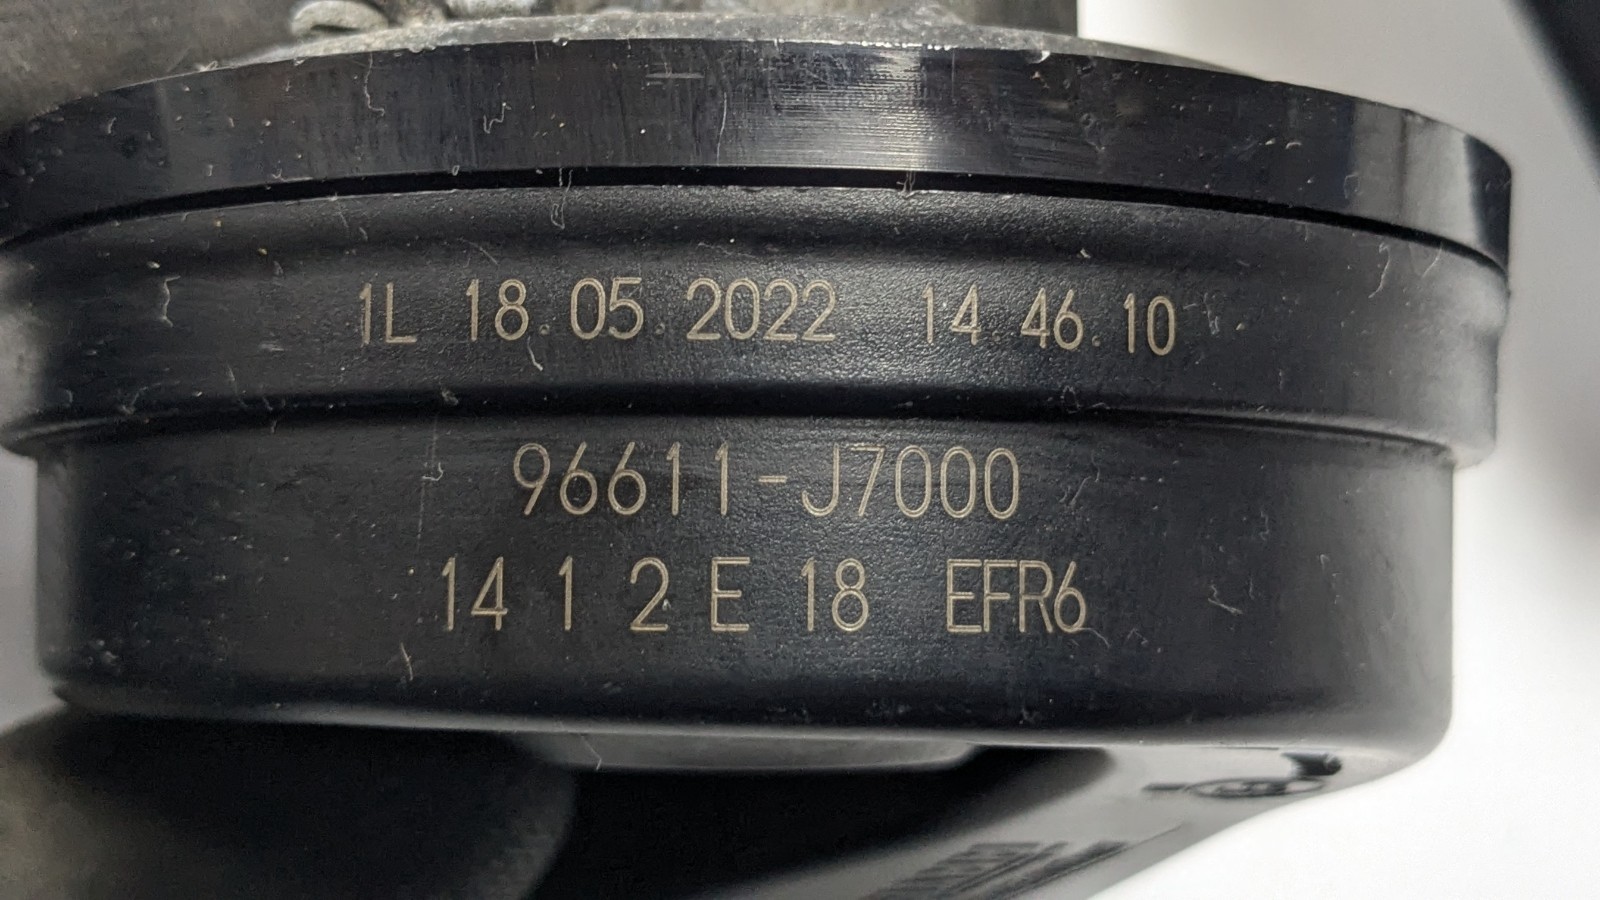 1L 18.05.2022 14.46.10
96611-J7000
14 1 2 E 18 EFR6